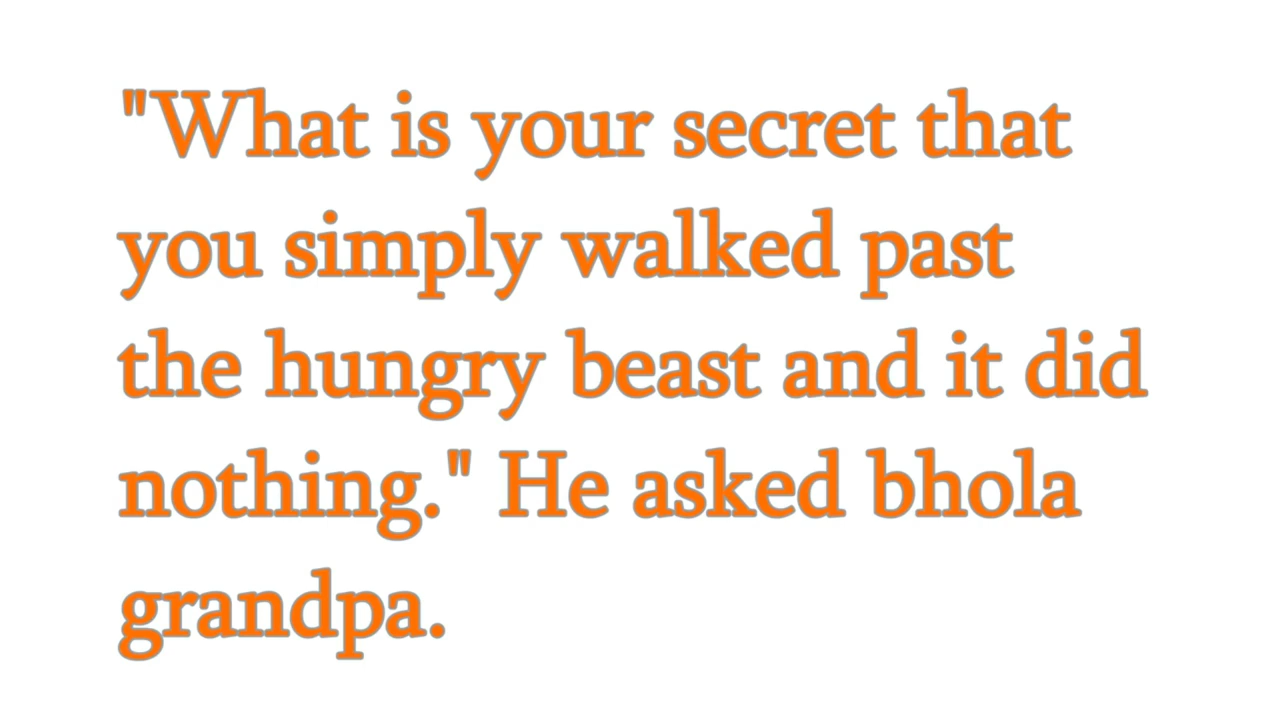 "What is your secret that
you simply walked past
the hungry beast and it did
nothing." He asked bhola
grandpa.